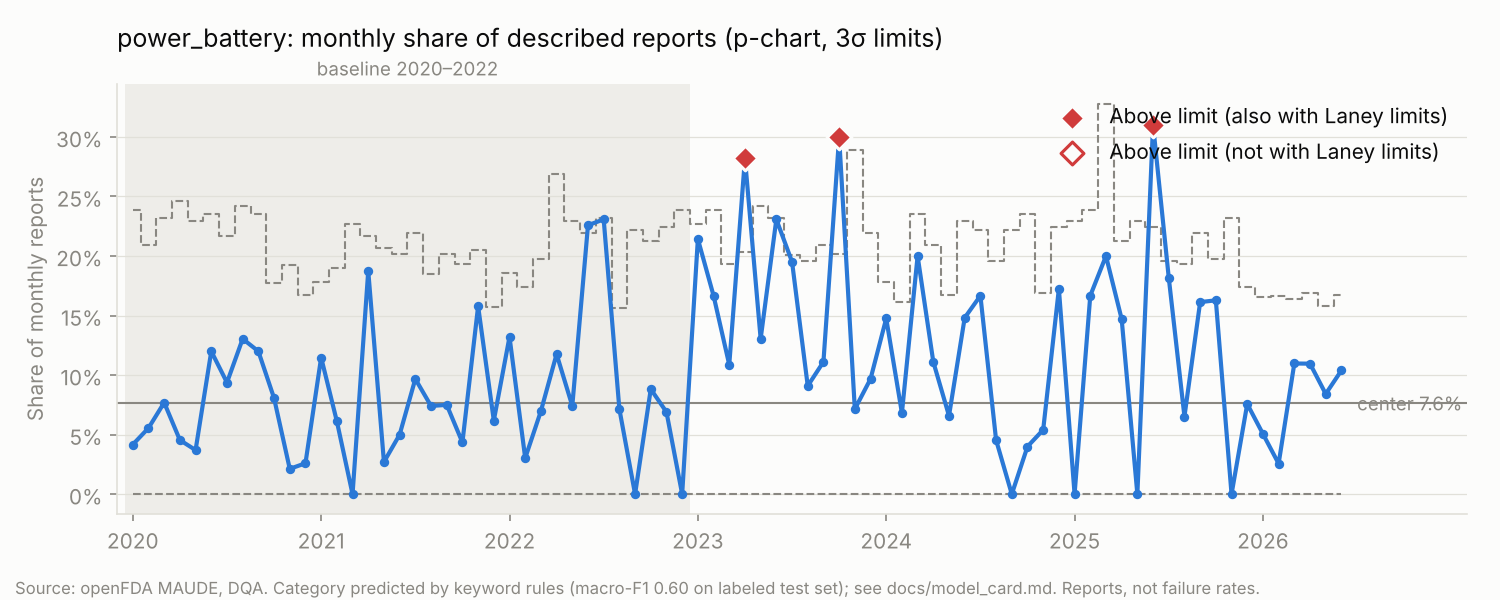 power_battery: monthly share of described reports (p-chart, 3σ limits)
baseline 2020–2022
Above limit (also with Laney limits)
Above limit (not with Laney limits)
Share of monthly reports
30%
25%
20%
15%
10%
5%
0%
center 7.6%
2020 2021 2022 2023 2024 2025 2026
Source: openFDA MAUDE, DQA. Category predicted by keyword rules (macro-F1 0.60 on labeled test set); see docs/model_card.md. Reports, not failure rates.